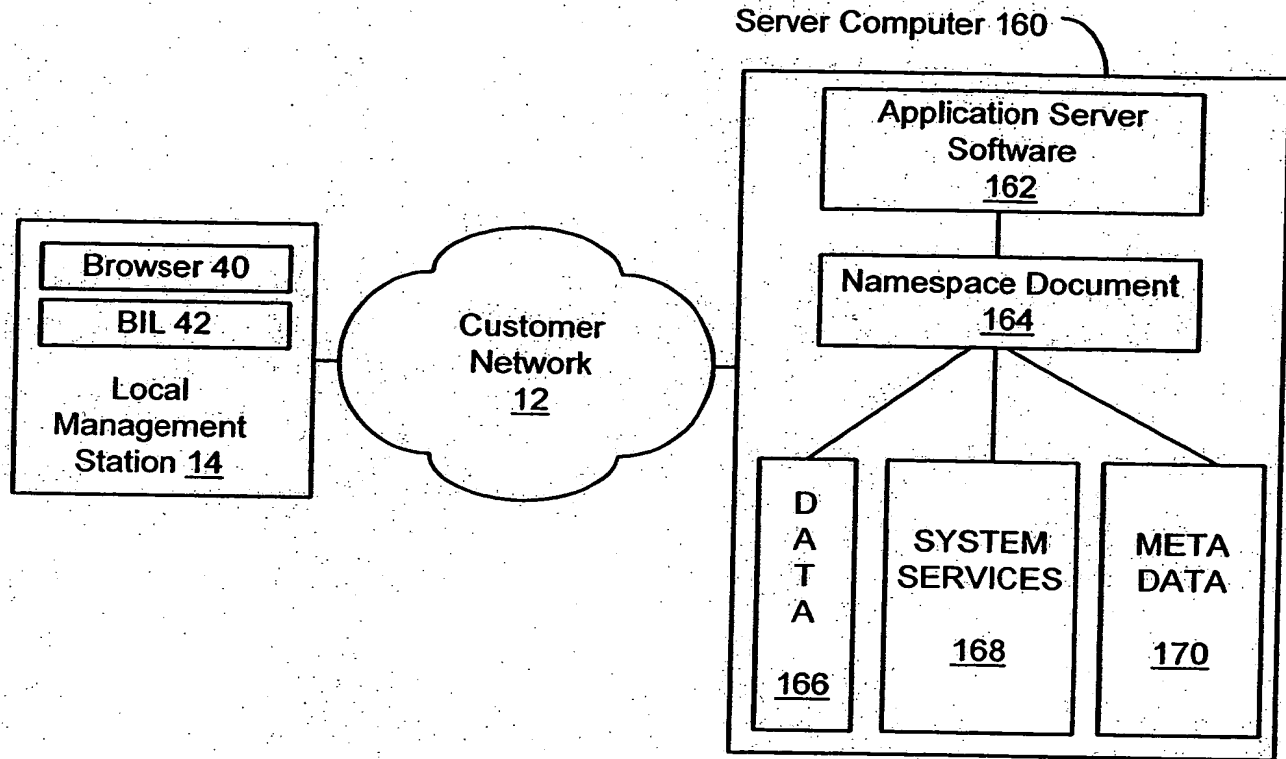 Server Computer 160
Application Server
Software
162
Namespace Document
164
Browser 40
BIL 42
Local
Management
Station 14
Customer
Network
12
D
A
T
A
166
SYSTEM
SERVICES
168
META
DATA
170